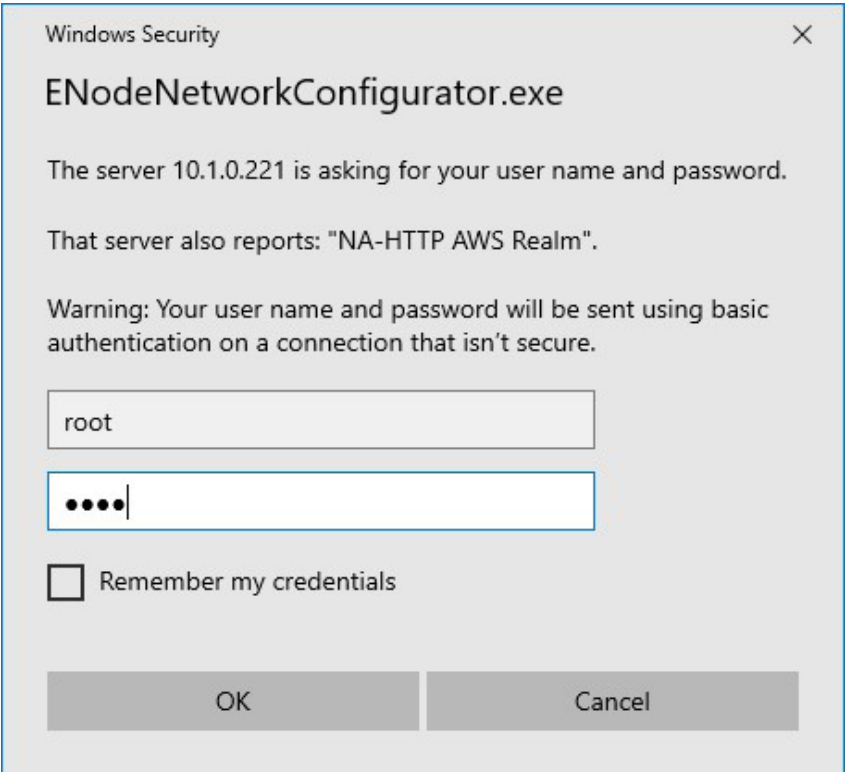 Windows Security
ENodeNetworkConfigurator.exe
The server 10.1.0.221 is asking for your user name and password.
That server also reports: "NA-HTTP AWS Realm".
Warning: Your user name and password will be sent using basic
authentication on a connection that isn't secure.
root
••••
Remember my credentials
OK
Cancel